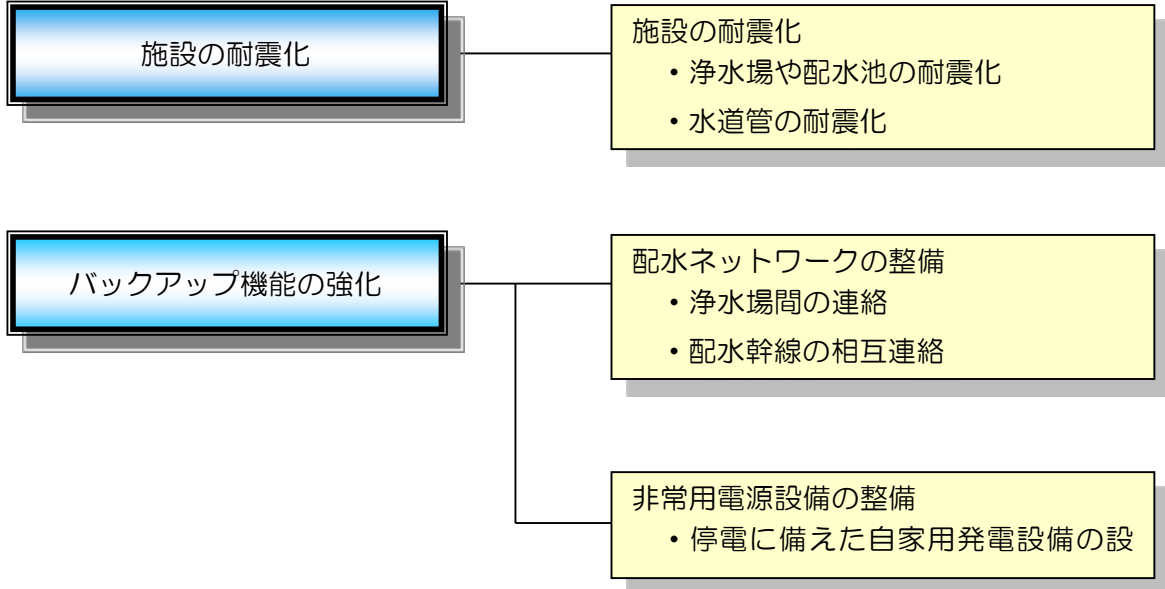 施設の耐震化
施設の耐震化
・浄水場や配水池の耐震化
・水道管の耐震化
バックアップ機能の強化
配水ネットワークの整備
・浄水場間の連絡
・配水幹線の相互連絡
非常用電源設備の整備
・停電に備えた自家用発電設備の設